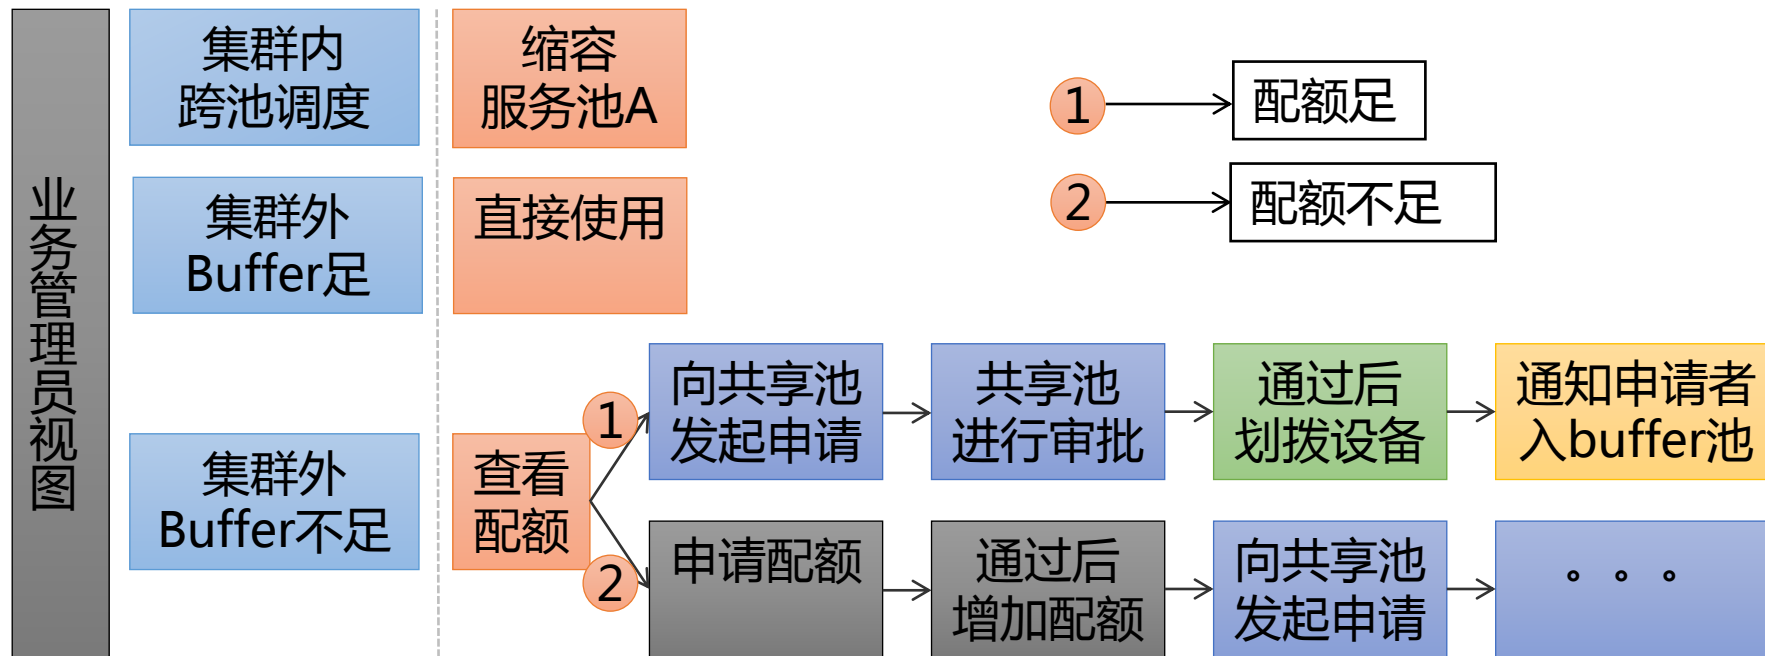 业务管理员视图
集群内
跨池调度
缩容
服务池A
1
配额足
2
配额不足
集群外
Buffer足
直接使用
集群外
Buffer不足
查看
配额
1
向共享池
发起申请
共享池
进行审批
通过后
划拨设备
通知申请者
入buffer池
2
申请配额
通过后
增加配额
向共享池
发起申请
。。。